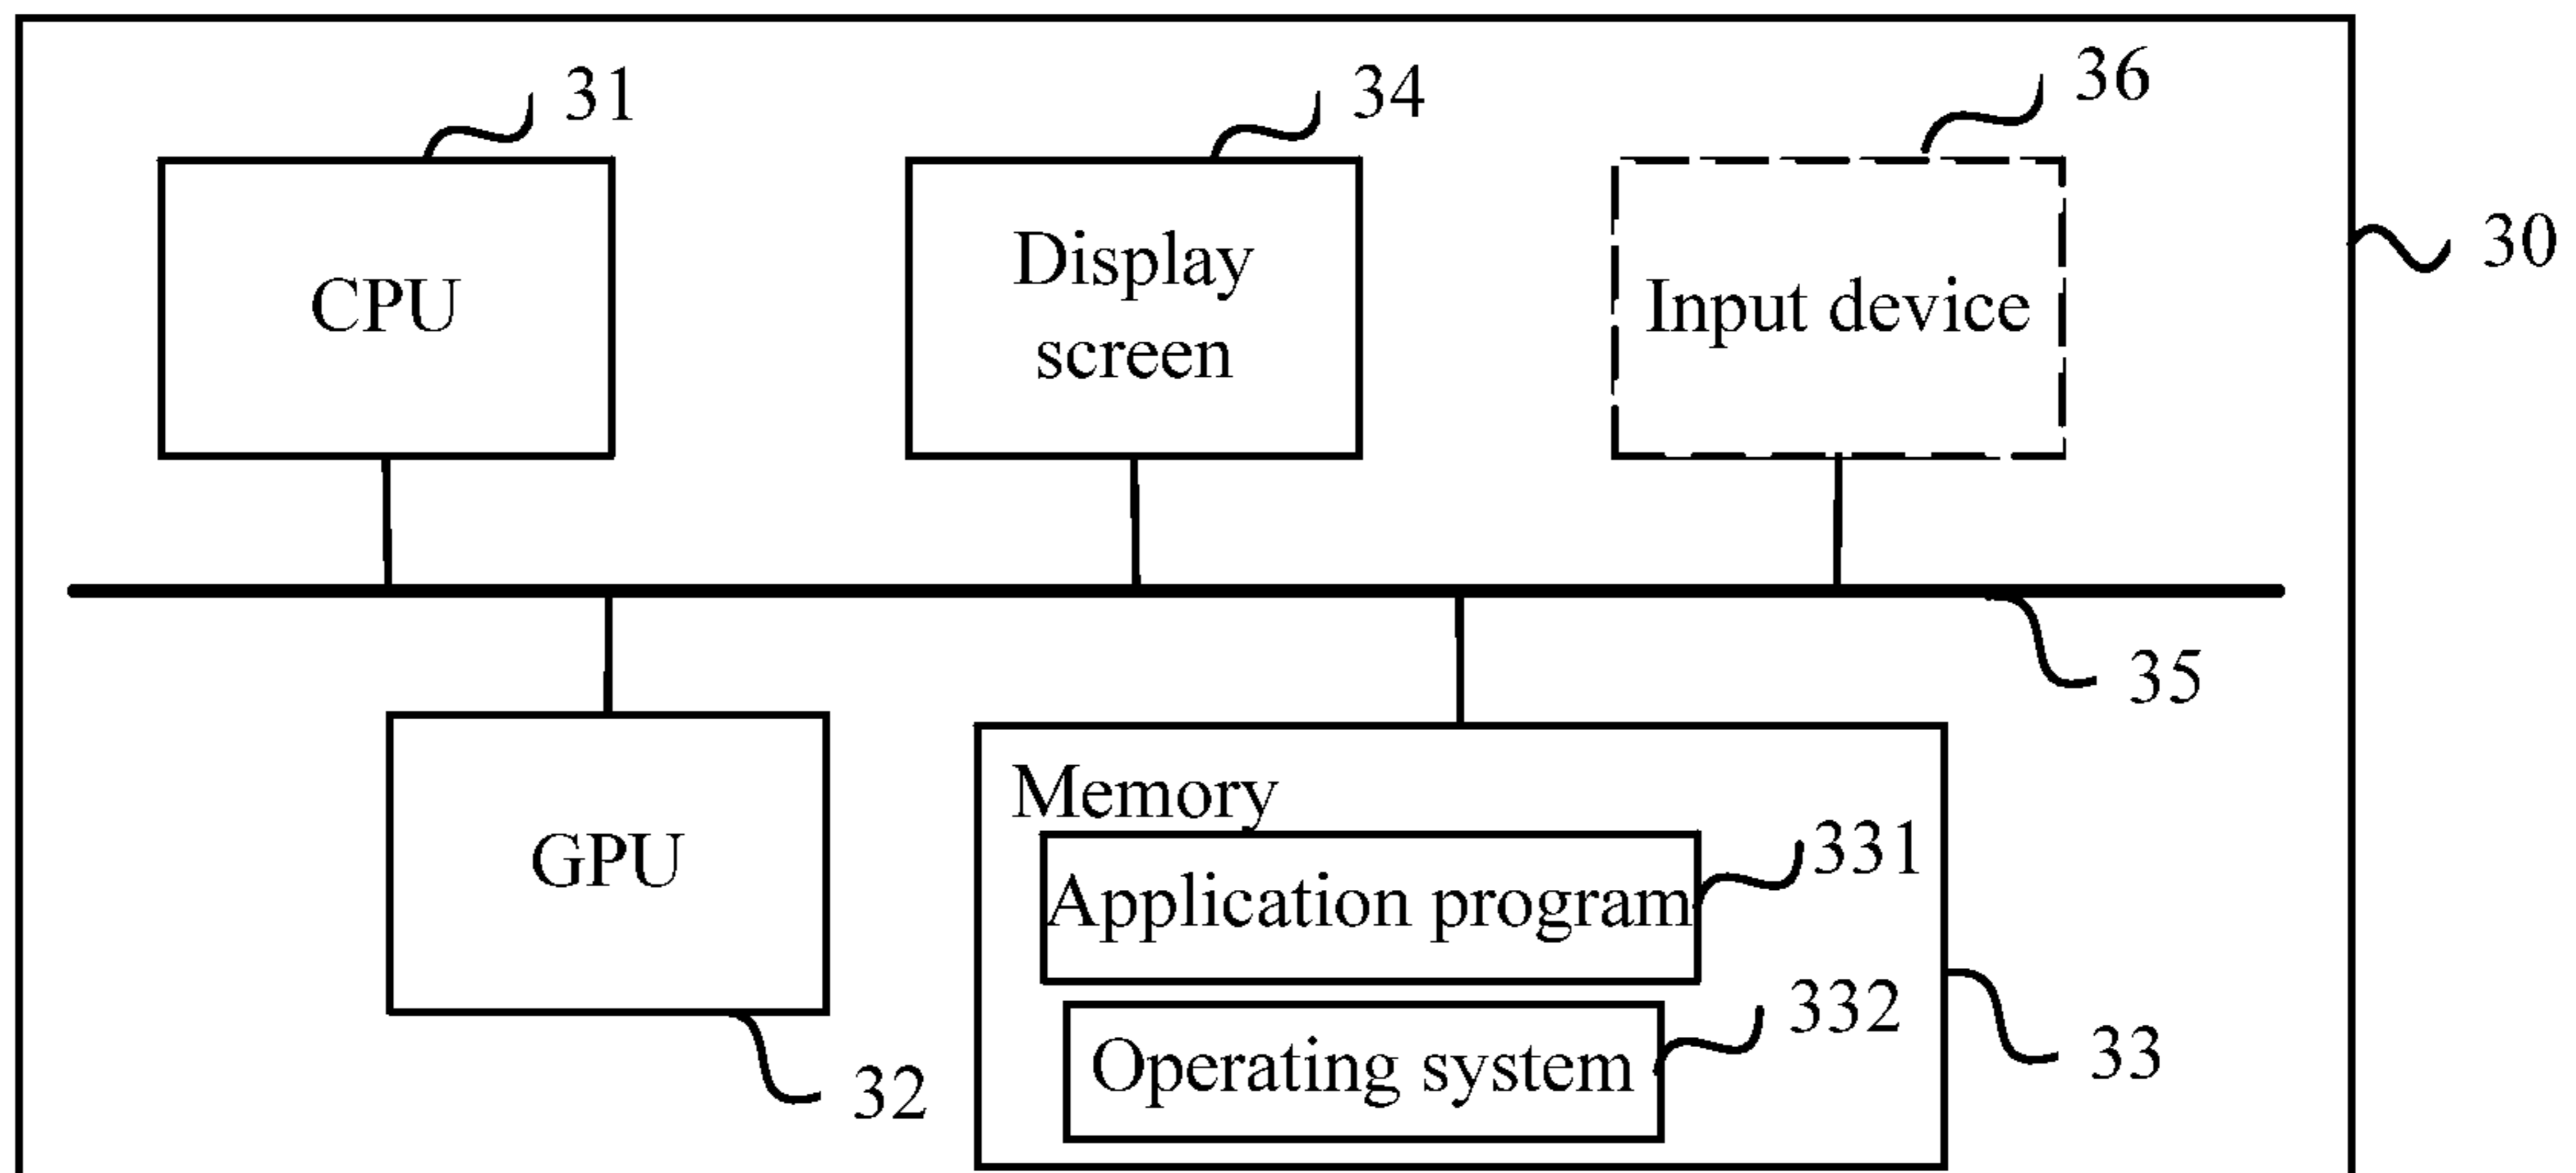 31
34
36
30
CPU
Display
screen
Input device
35
GPU
32
Memory
Application program
331
Operating system
332
33